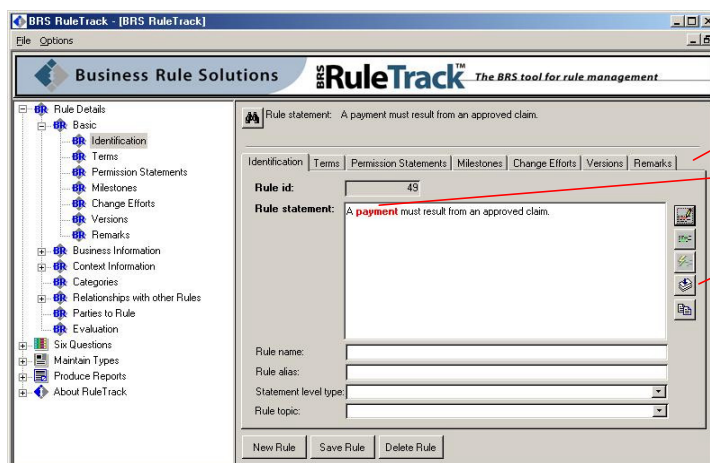 BRS RuleTrack - [BRS RuleTrack]
File Options
Business Rule Solutions
BRS RuleTrack™ The BRS tool for rule management
Rule Details
Basic
Identification
Terms
Permission Statements
Milestones
Change Efforts
Versions
Remarks
Business Information
Context Information
Categories
Relationships with other Rules
Parties to Rule
Evaluation
Six Questions
Maintain Types
Produce Reports
About RuleTrack
Rule statement: A payment must result from an approved claim.
Identification Terms Permission Statements Milestones Change Efforts Versions Remarks
Rule id: 49
Rule statement: A payment must result from an approved claim.
Rule name:
Rule alias:
Statement level type:
Rule topic:
New Rule Save Rule Delete Rule